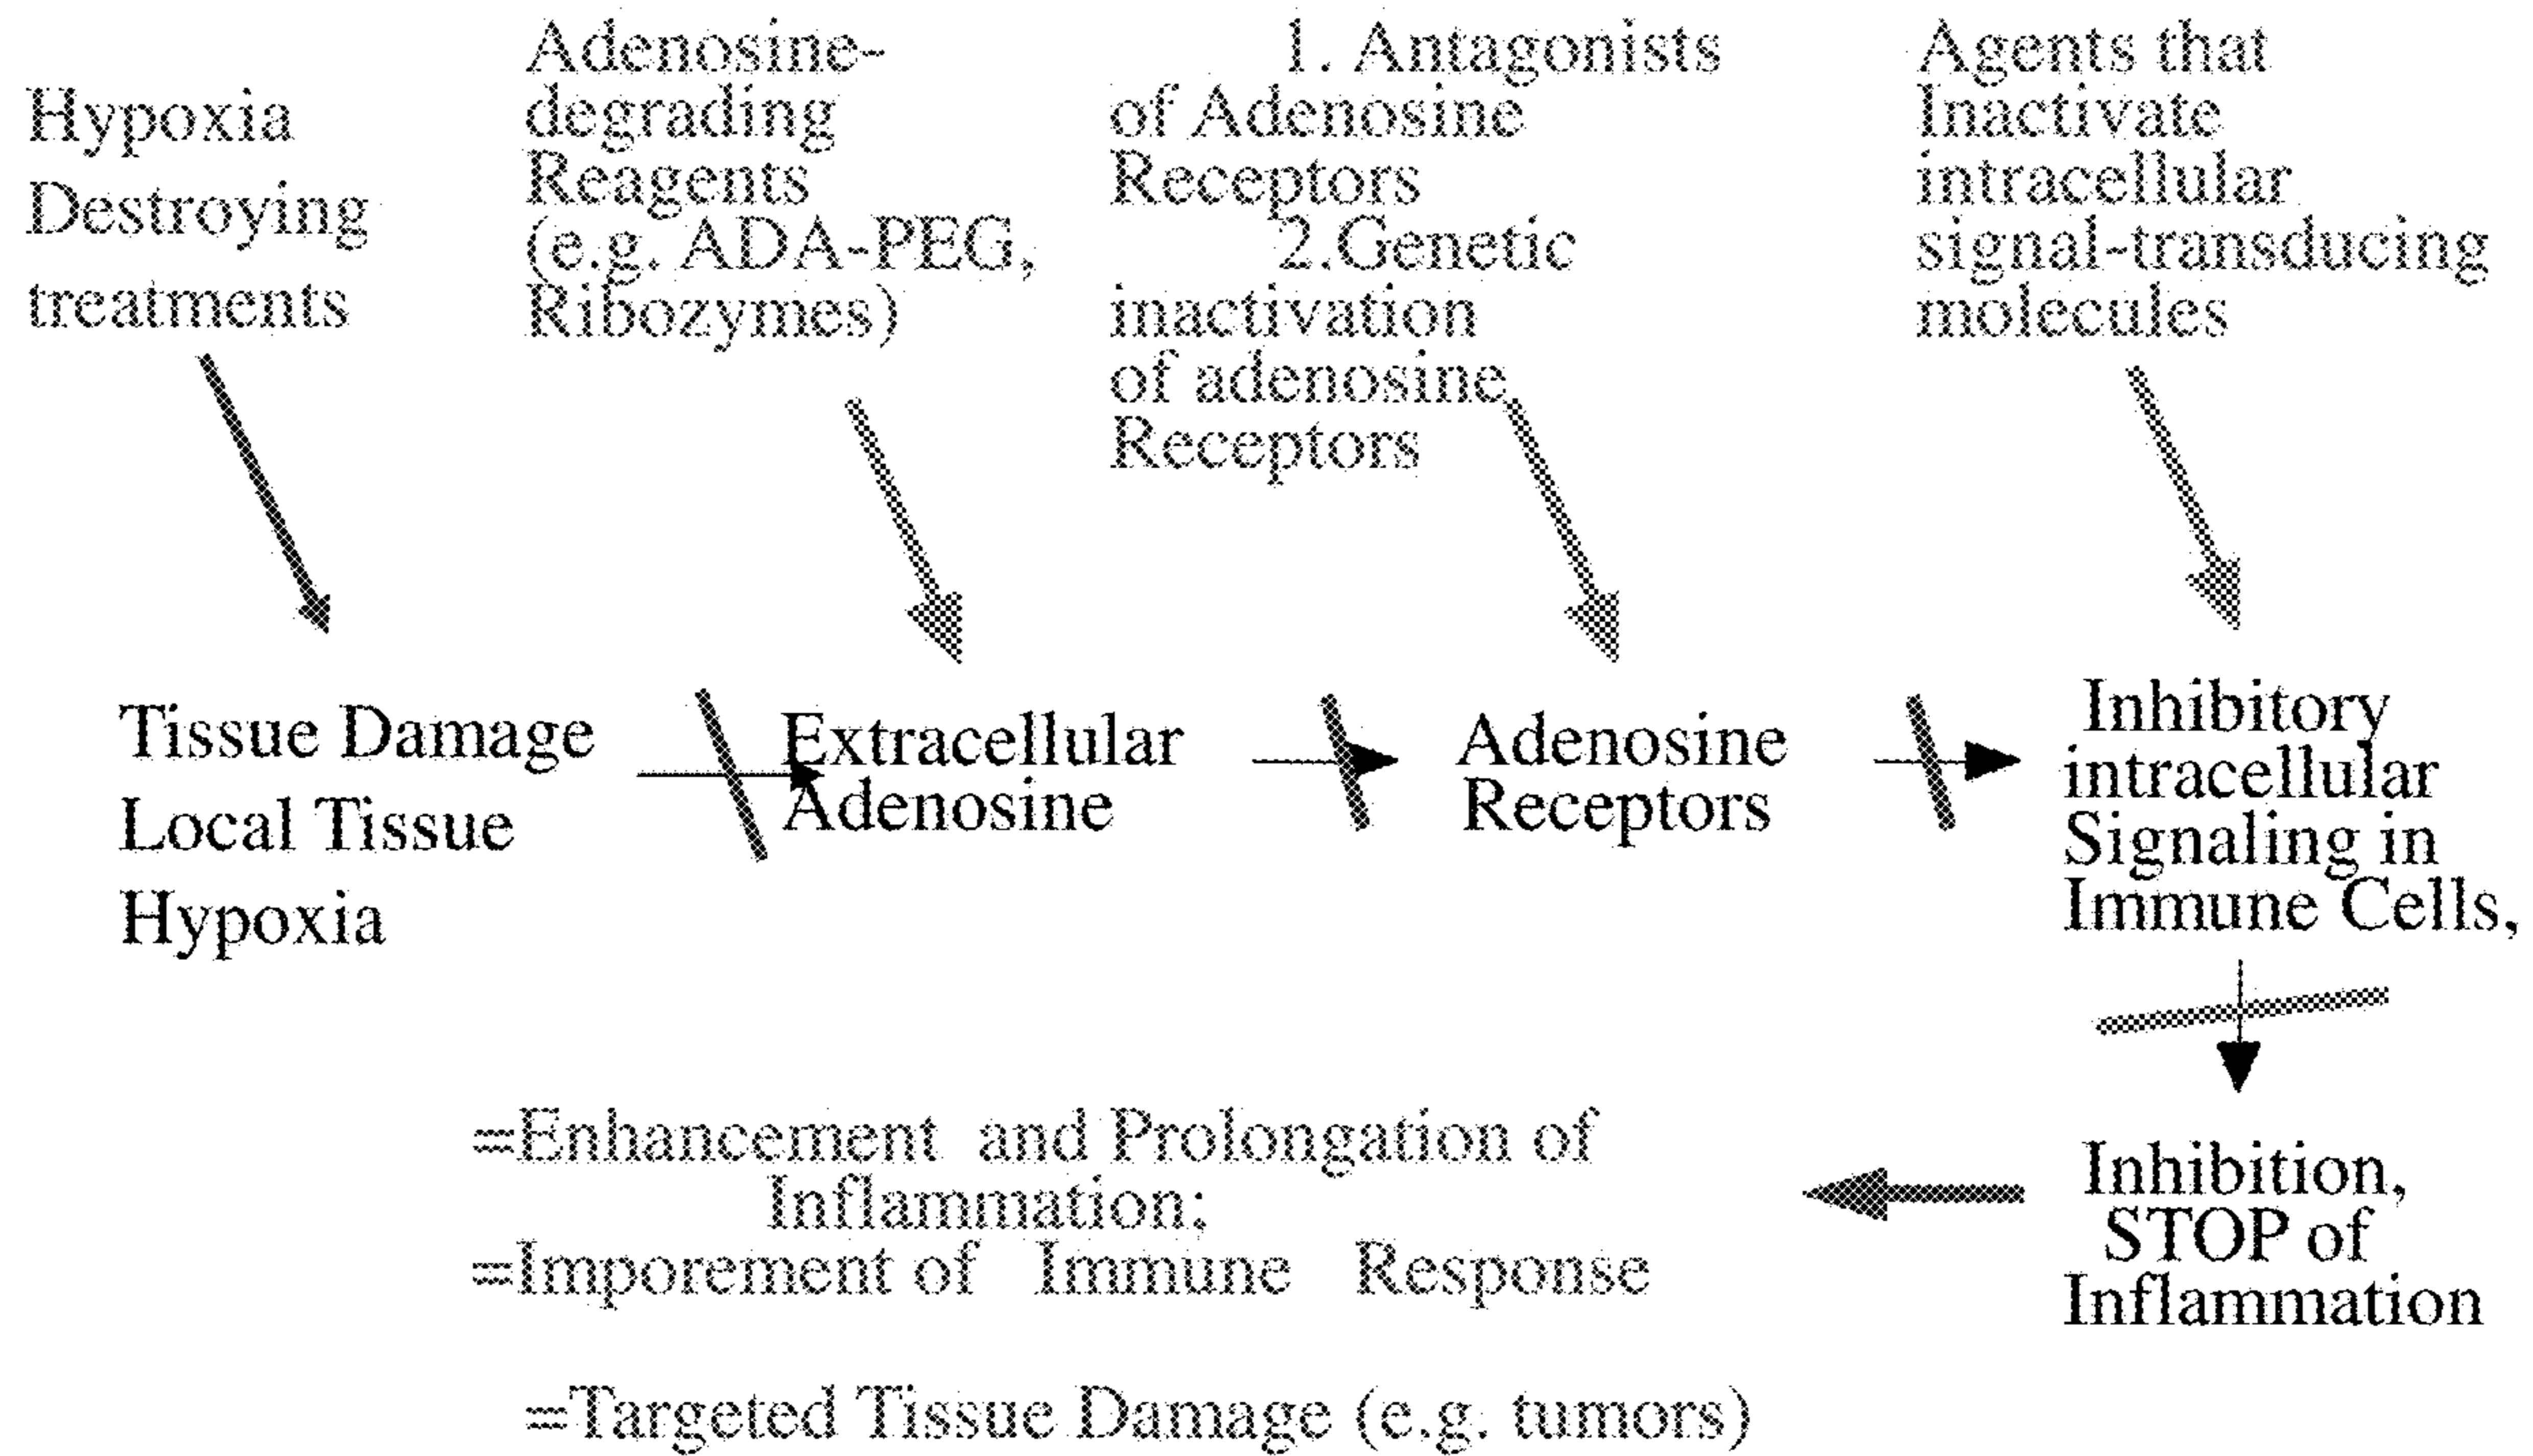 Hypoxia
Destroying
treatments
Adenosine-
degrading
Reagents
(e.g. ADA-PEG,
Ribozymes)
1. Antagonists
of Adenosine
Receptors
2.Genetic
inactivation
of adenosine
Receptors
Agents that
Inactivate
intracellular
signal-transducing
molecules
Tissue Damage
Local Tissue
Hypoxia
Extracellular
Adenosine
Adenosine
Receptors
Inhibitory
intracellular
Signaling in
Immune Cells,
Inhibition,
STOP of
Inflammation
=Enhancement and Prolongation of
Inflammation;
=Imporement of Immune Response
=Targeted Tissue Damage (e.g. tumors)